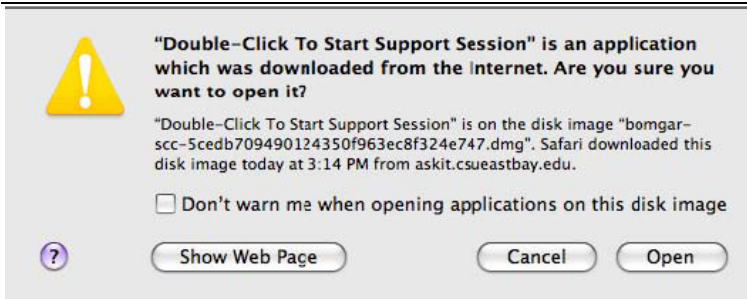 “Double-Click To Start Support Session” is an application
which was downloaded from the Internet. Are you sure you
want to open it?
“Double-Click To Start Support Session” is on the disk image “bomgar-
scc-5cedb709490124350f963ec8f324e747.dmg”. Safari downloaded this
disk image today at 3:14 PM from askit.csueastbay.edu.
Don’t warn me when opening applications on this disk image
? Show Web Page Cancel Open